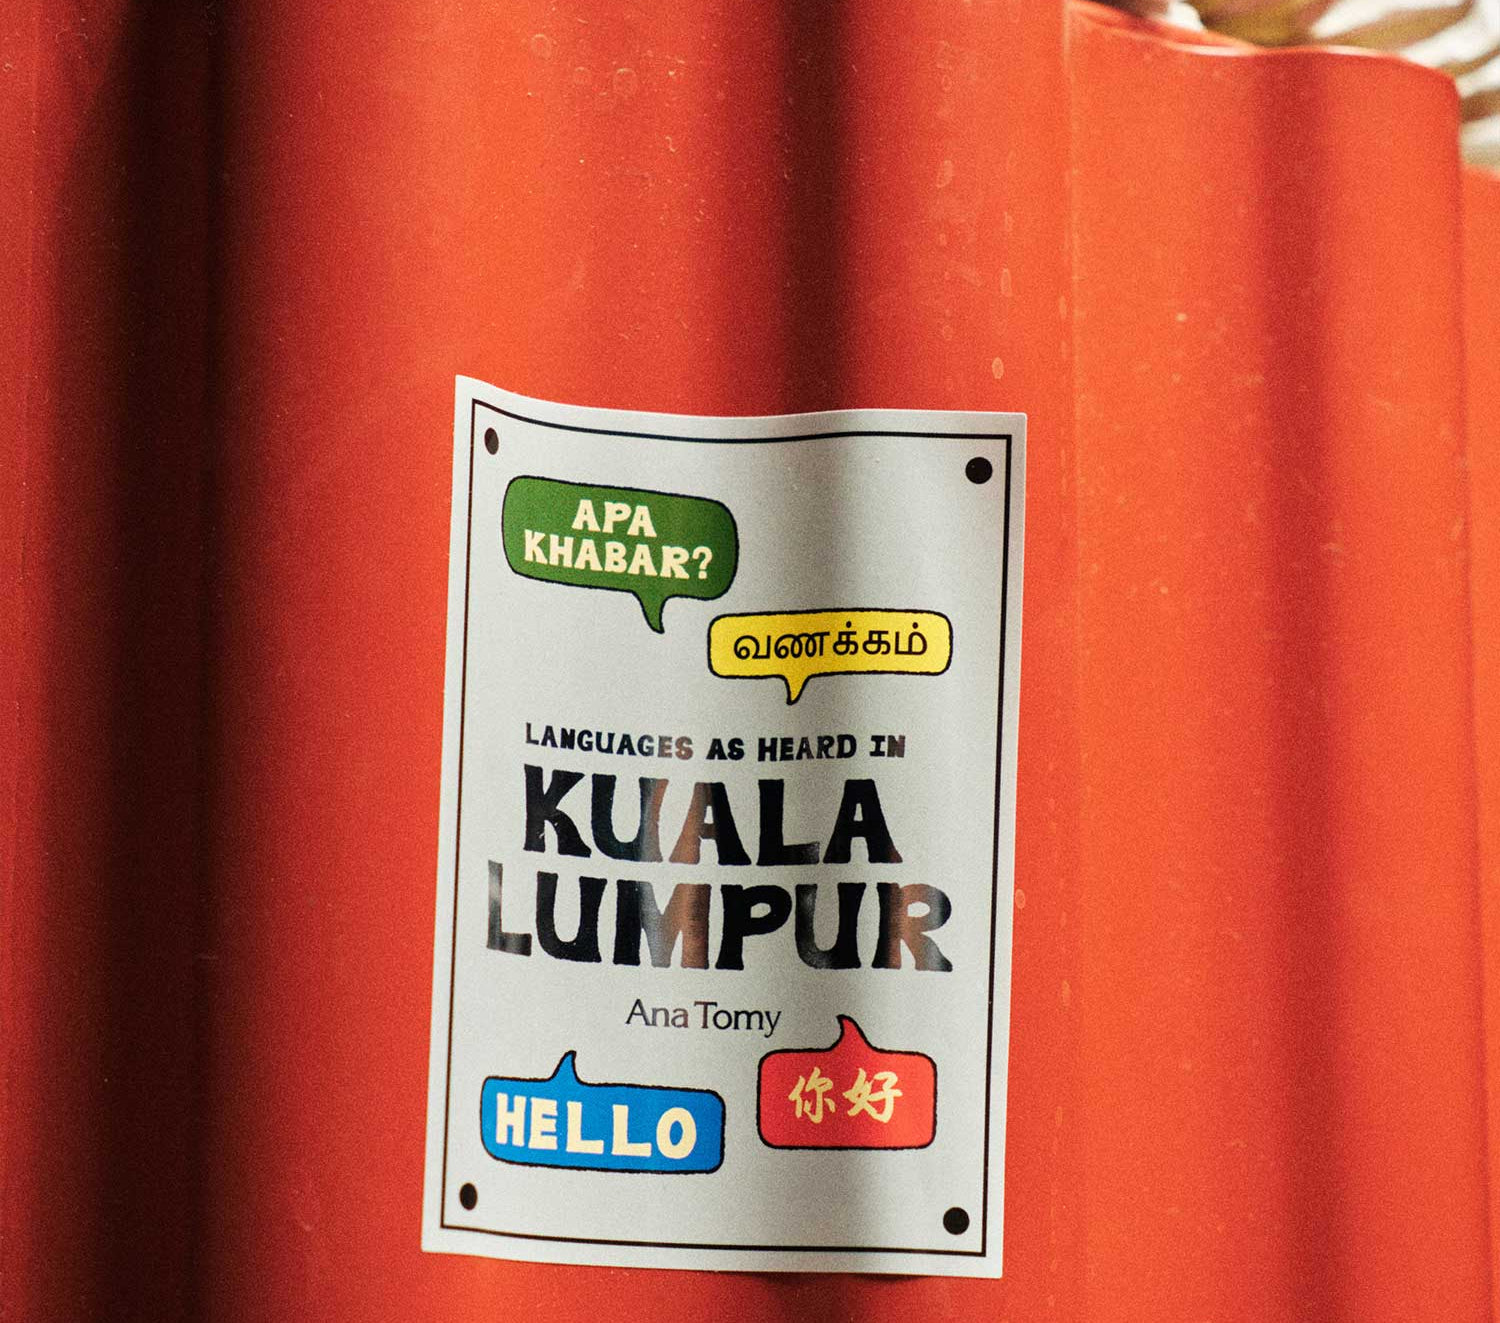 APA
KHABAR?
வணக்கம்
LANGUAGES AS HEARD IN
KUALA
LUMPUR
Ana Tomy
HELLO
你好